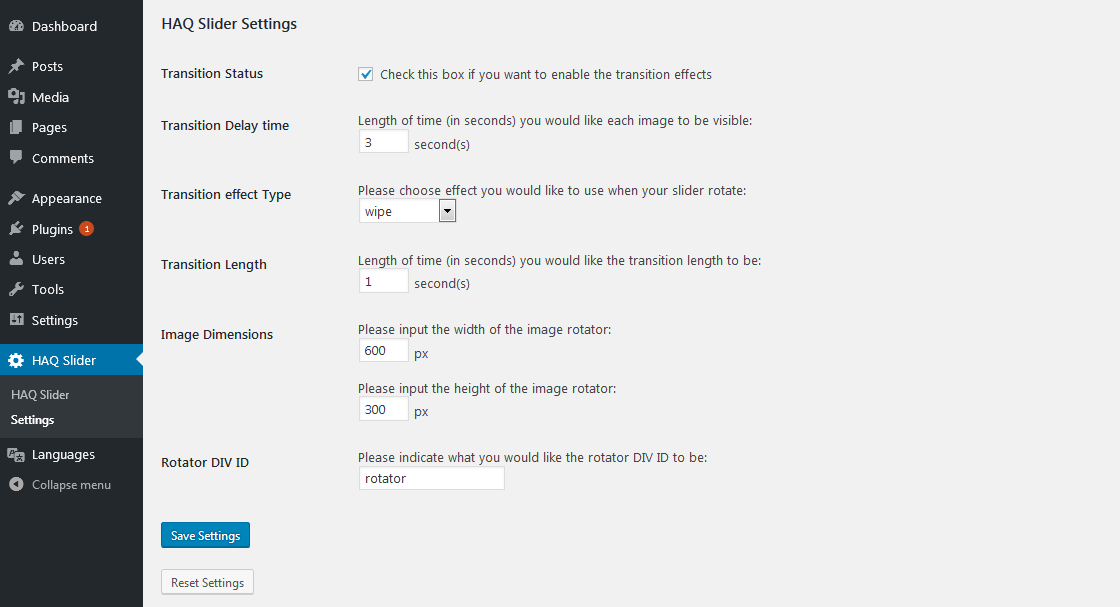 Dashboard
Posts
Media
Pages
Comments
Appearance
Plugins 1
Users
Tools
Settings
HAQ Slider
HAQ Slider
Settings
Languages
Collapse menu
HAQ Slider Settings
Transition Status
Check this box if you want to enable the transition effects
Transition Delay time
Length of time (in seconds) you would like each image to be visible:
3 second(s)
Transition effect Type
Please choose effect you would like to use when your slider rotate:
wipe
Transition Length
Length of time (in seconds) you would like the transition length to be:
1 second(s)
Image Dimensions
Please input the width of the image rotator:
600 px
Please input the height of the image rotator:
300 px
Rotator DIV ID
Please indicate what you would like the rotator DIV ID to be:
rotator
Save Settings
Reset Settings